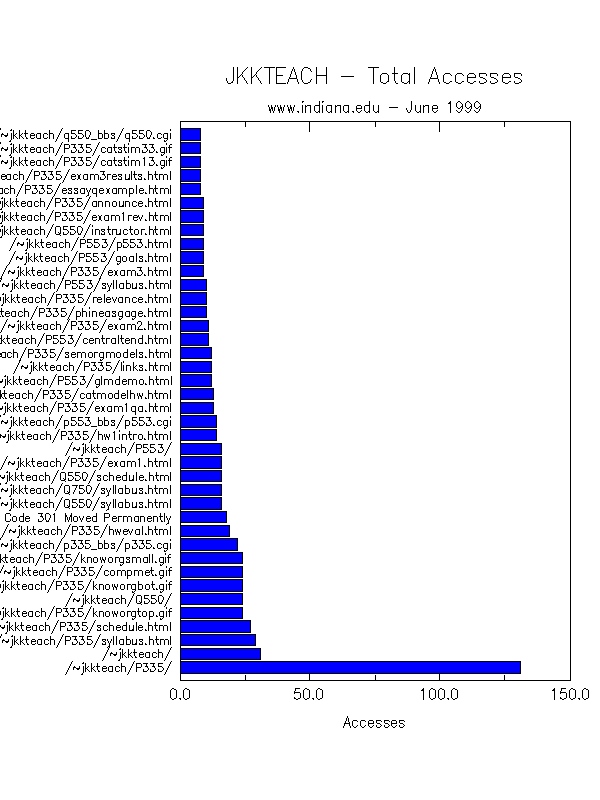 JKKTEACH – Total Accesses
www.indiana.edu – June 1999
/~jkkteach/q550_bbs/q550.cgi
/~jkkteach/P335/catstim33.gif
/~jkkteach/P335/catstim13.gif
each/P335/exam3results.html
ach/P335/essayqexample.html
jkkteach/P335/announce.html
jkkteach/P335/exam1rev.html
jkkteach/Q550/instructor.html
/~jkkteach/P553/p553.html
/~jkkteach/P553/goals.html
/~jkkteach/P335/exam3.html
~jkkteach/P553/syllabus.html
jkkteach/P335/relevance.html
teach/P335/phineasgage.html
/~jkkteach/P335/exam2.html
kteach/P553/centraltend.html
ach/P335/semorgmodels.html
/~jkkteach/P335/links.html
~jkkteach/P553/glmdemo.html
kteach/P335/catmodelhw.html
~jkkteach/P335/exam1qa.html
/~jkkteach/p553_bbs/p553.cgi
~jkkteach/P335/hw1intro.html
/~jkkteach/P553/
/~jkkteach/P335/exam1.html
~jkkteach/Q550/schedule.html
/~jkkteach/Q750/syllabus.html
/~jkkteach/Q550/syllabus.html
Code 301 Moved Permanently
/~jkkteach/P335/hweval.html
/~jkkteach/p335_bbs/p335.cgi
kteach/P335/knoworgsmall.gif
/~jkkteach/P335/compmet.gif
jkkteach/P335/knoworgbot.gif
/~jkkteach/Q550/
jkkteach/P335/knoworgtop.gif
~jkkteach/P335/schedule.html
/~jkkteach/P335/syllabus.html
/~jkkteach/
/~jkkteach/P335/
0.0 50.0 100.0 150.0
Accesses